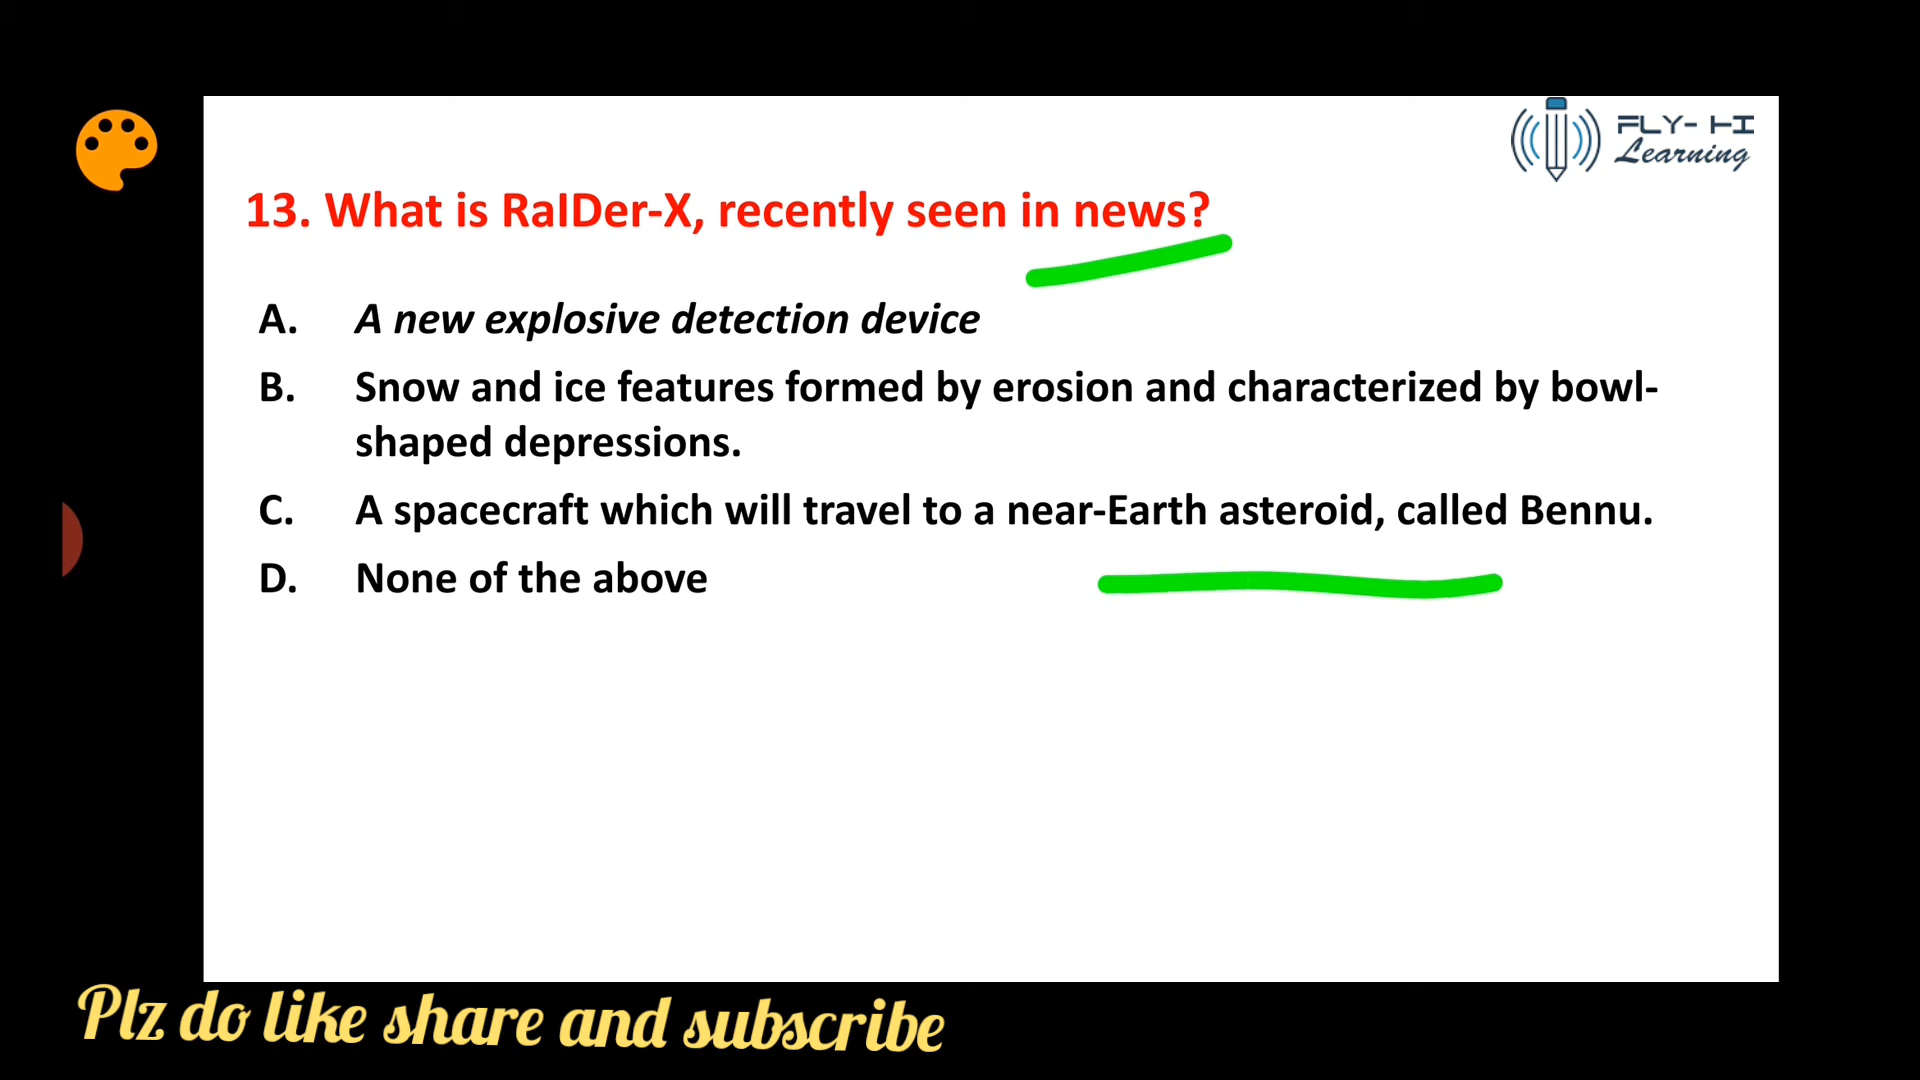 FLY- HI
Learning
13. What is RaIDer-X, recently seen in news?
A. A new explosive detection device
B. Snow and ice features formed by erosion and characterized by bowl-
shaped depressions.
C. A spacecraft which will travel to a near-Earth asteroid, called Bennu.
D. None of the above
Plz do like share and subscribe